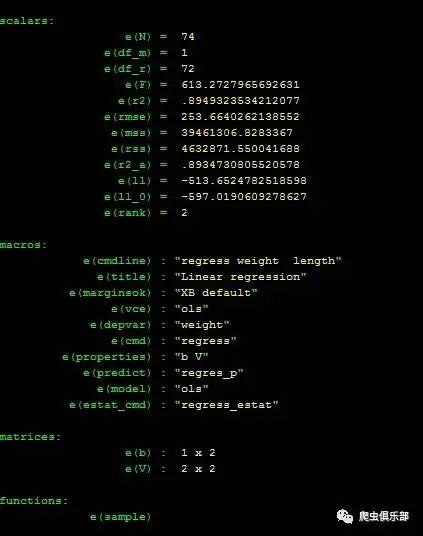 scalars:
e(N) = 74
e(df_m) = 1
e(df_r) = 72
e(F) = 613.2727965692631
e(r2) = .8949323534212077
e(rmse) = 253.6640262138552
e(mss) = 39461306.8283367
e(rss) = 4632871.550041688
e(r2_a) = .8934730805520578
e(ll) = -513.6524782518598
e(ll_0) = -597.0190609278627
e(rank) = 2
macros:
e(cmdline) : "regress weight  length"
e(title) : "Linear regression"
e(marginsok) : "XB default"
e(vce) : "ols"
e(depvar) : "weight"
e(cmd) : "regress"
e(properties) : "b V"
e(predict) : "regres_p"
e(model) : "ols"
e(estat_cmd) : "regress_estat"
matrices:
e(b) : 1 x 2
e(V) : 2 x 2
functions:
e(sample)
爬虫俱乐部